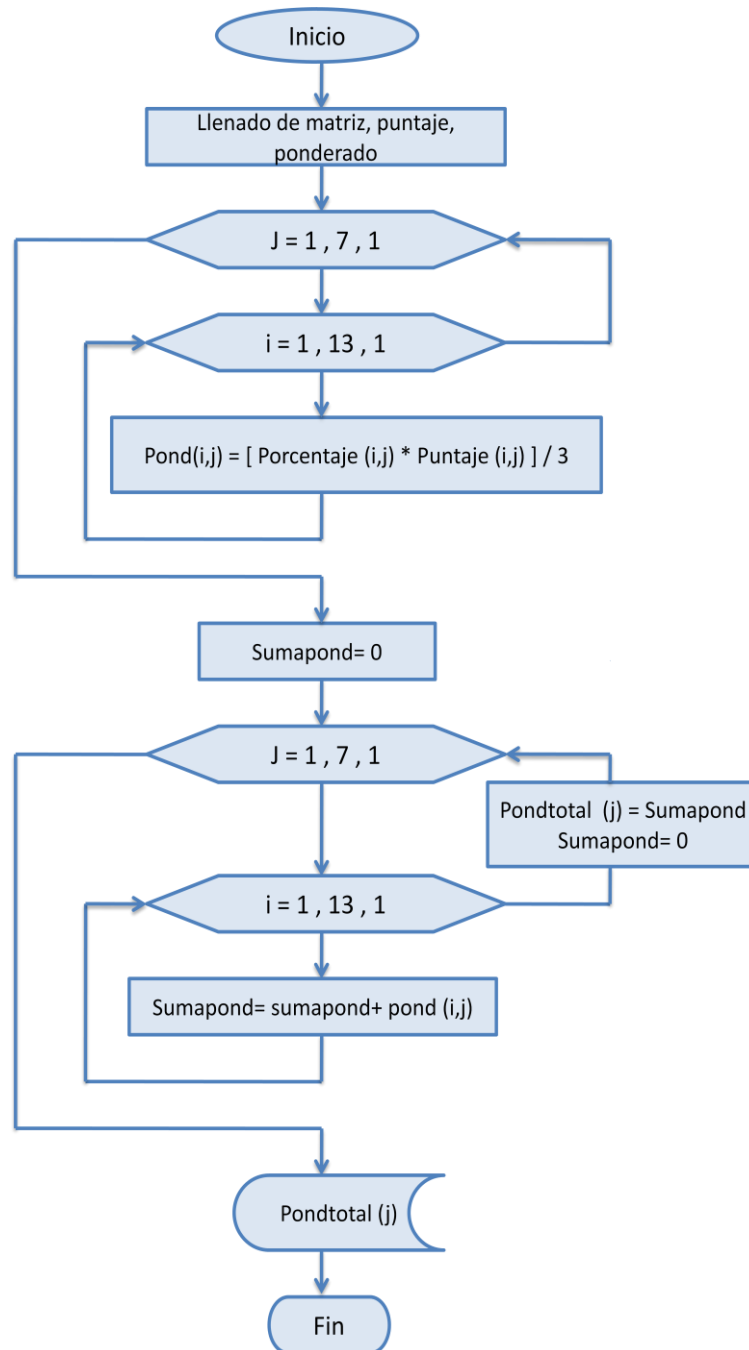 Inicio
Llenado de matriz, puntaje,
ponderado
J = 1 , 7 , 1
i = 1 , 13 , 1
Pond(i,j) = [ Porcentaje (i,j) * Puntaje (i,j) ] / 3
Sumapond= 0
J = 1 , 7 , 1
Pondtotal (j) = Sumapond
Sumapond= 0
i = 1 , 13 , 1
Sumapond= sumapond+ pond (i,j)
Pondtotal (j)
Fin